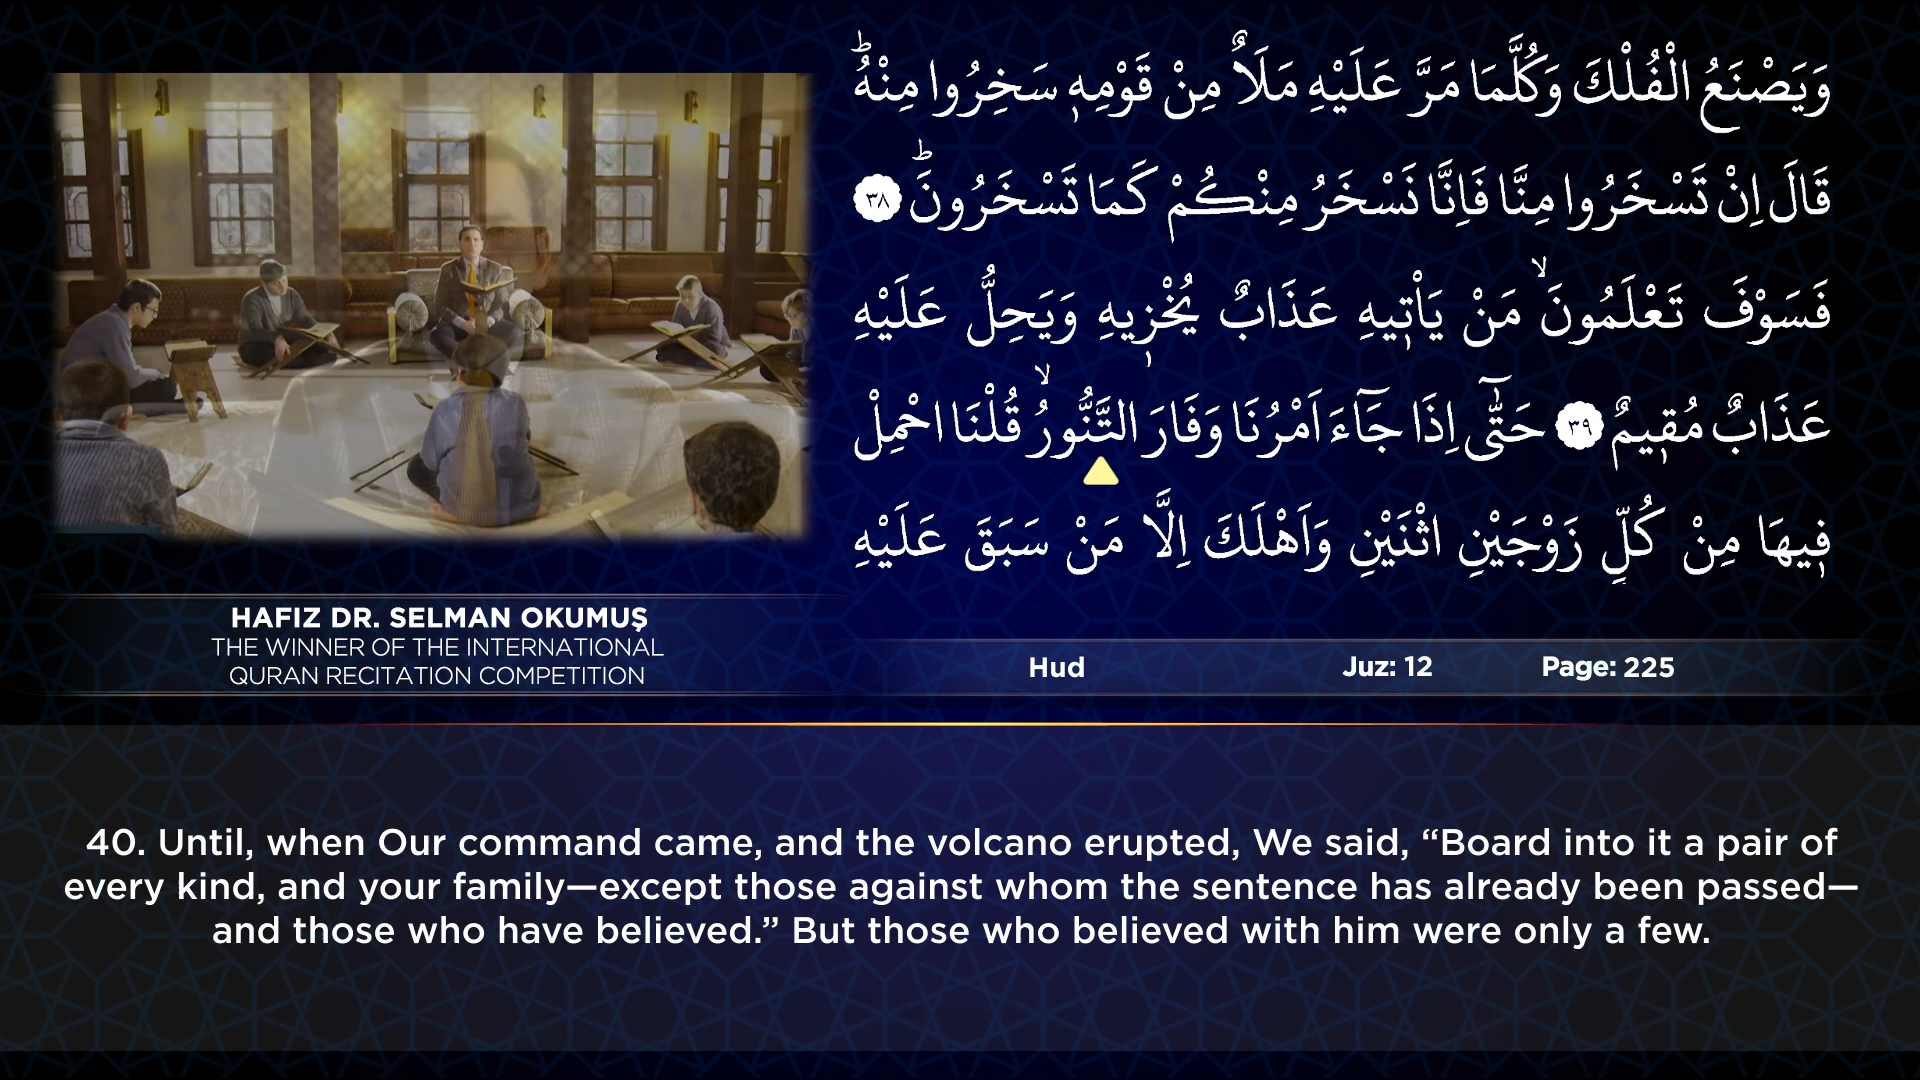 وَيَصْنَعُ الْفُلْكَ وَكُلَّمَا مَرَّ عَلَيْهِ مَلَاٌ مِنْ قَوْمِهٖ سَخِرُوا مِنْهُۜ
قَالَ اِنْ تَسْخَرُوا مِنَّا فَاِنَّا نَسْخَرُ مِنْكُمْ كَمَا تَسْخَرُونَۜ ﴿٣٨﴾
فَسَوْفَ تَعْلَمُونَۙ مَنْ يَأْتٖيهِ عَذَابٌ يُخْزٖيهِ وَيَحِلُّ عَلَيْهِ
عَذَابٌ مُقٖيمٌ ﴿٣٩﴾ حَتّٰٓى اِذَا جَٓاءَ اَمْرُنَا وَفَارَ التَّنُّورُۙ قُلْنَا احْمِلْ
فٖيهَا مِنْ كُلٍّ زَوْجَيْنِ اثْنَيْنِ وَاَهْلَكَ اِلَّا مَنْ سَبَقَ عَلَيْهِ
HAFIZ DR. SELMAN OKUMUŞ
THE WINNER OF THE INTERNATIONAL
QURAN RECITATION COMPETITION
Hud Juz: 12 Page: 225
40. Until, when Our command came, and the volcano erupted, We said, “Board into it a pair of
every kind, and your family—except those against whom the sentence has already been passed—
and those who have believed.” But those who believed with him were only a few.